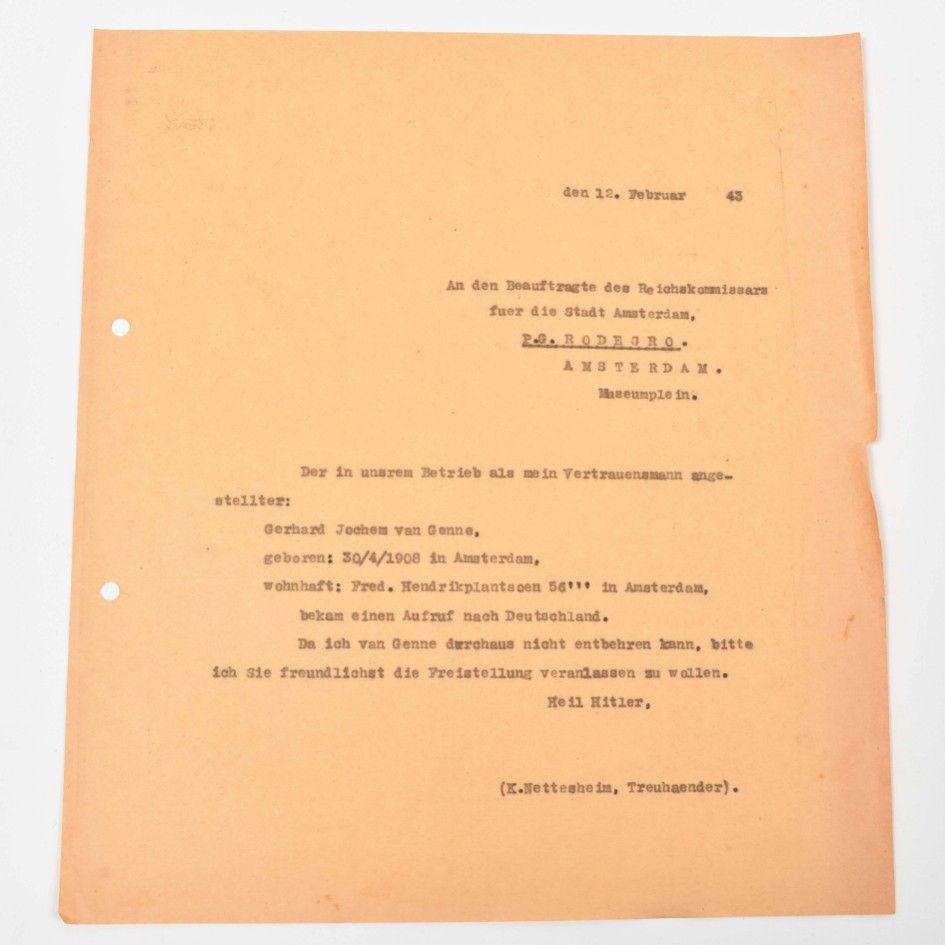 den 12. Februar 43
An den Beauftragte des Reichskommissars
fuer die Stadt Amsterdam,
P.G. RODEGRO.
AMSTERDAM.
Museumplein.
Der in unsrem Betrieb als mein Vertrauensmann ange-
stellter:
Gerhard Jochem van Genne,
geboren: 30/4/1908 in Amsterdam,
wohnhaft: Fred. Hendrikplantsoen 56''' in Amsterdam,
bekam einen Aufruf nach Deutschland.
Da ich van Genne durchaus nicht entbehren kann, bitte
ich Sie freundlichst die Freistellung veranlassen zu wollen.
Heil Hitler,
(K.Nettesheim, Treuhaender).